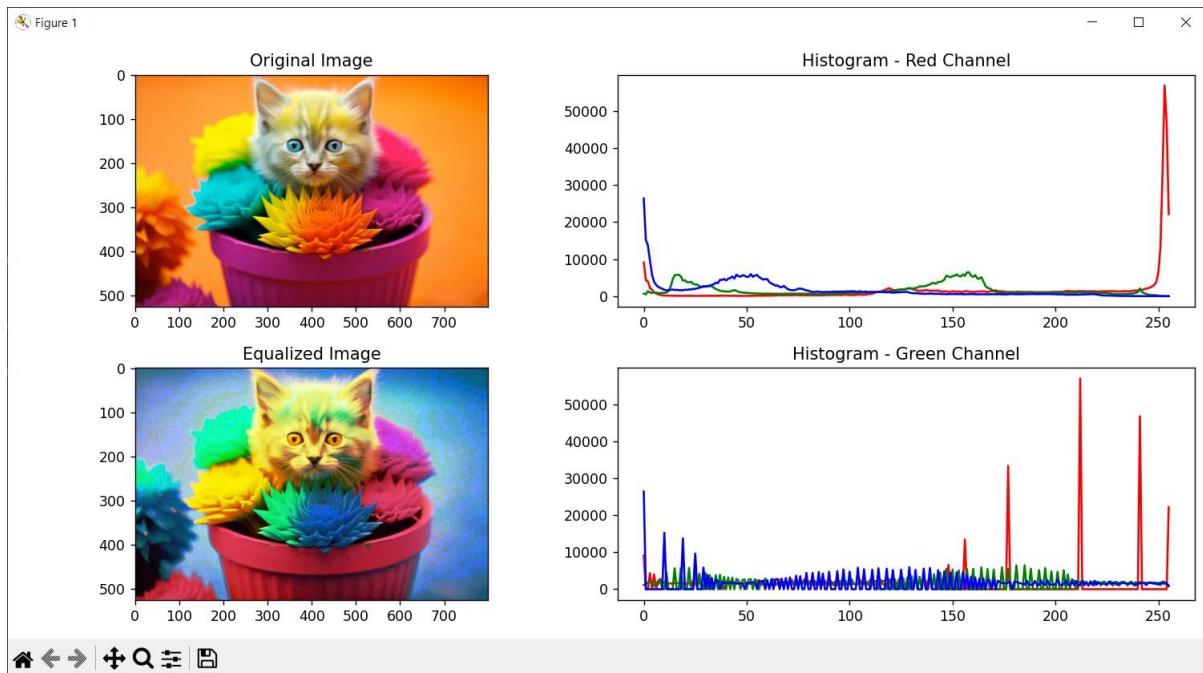 Figure 1
Original Image
0
100
200
300
400
500
0 100 200 300 400 500 600 700
Histogram - Red Channel
50000
40000
30000
20000
10000
0
0 50 100 150 200 250
Equalized Image
0
100
200
300
400
500
0 100 200 300 400 500 600 700
Histogram - Green Channel
50000
40000
30000
20000
10000
0
0 50 100 150 200 250